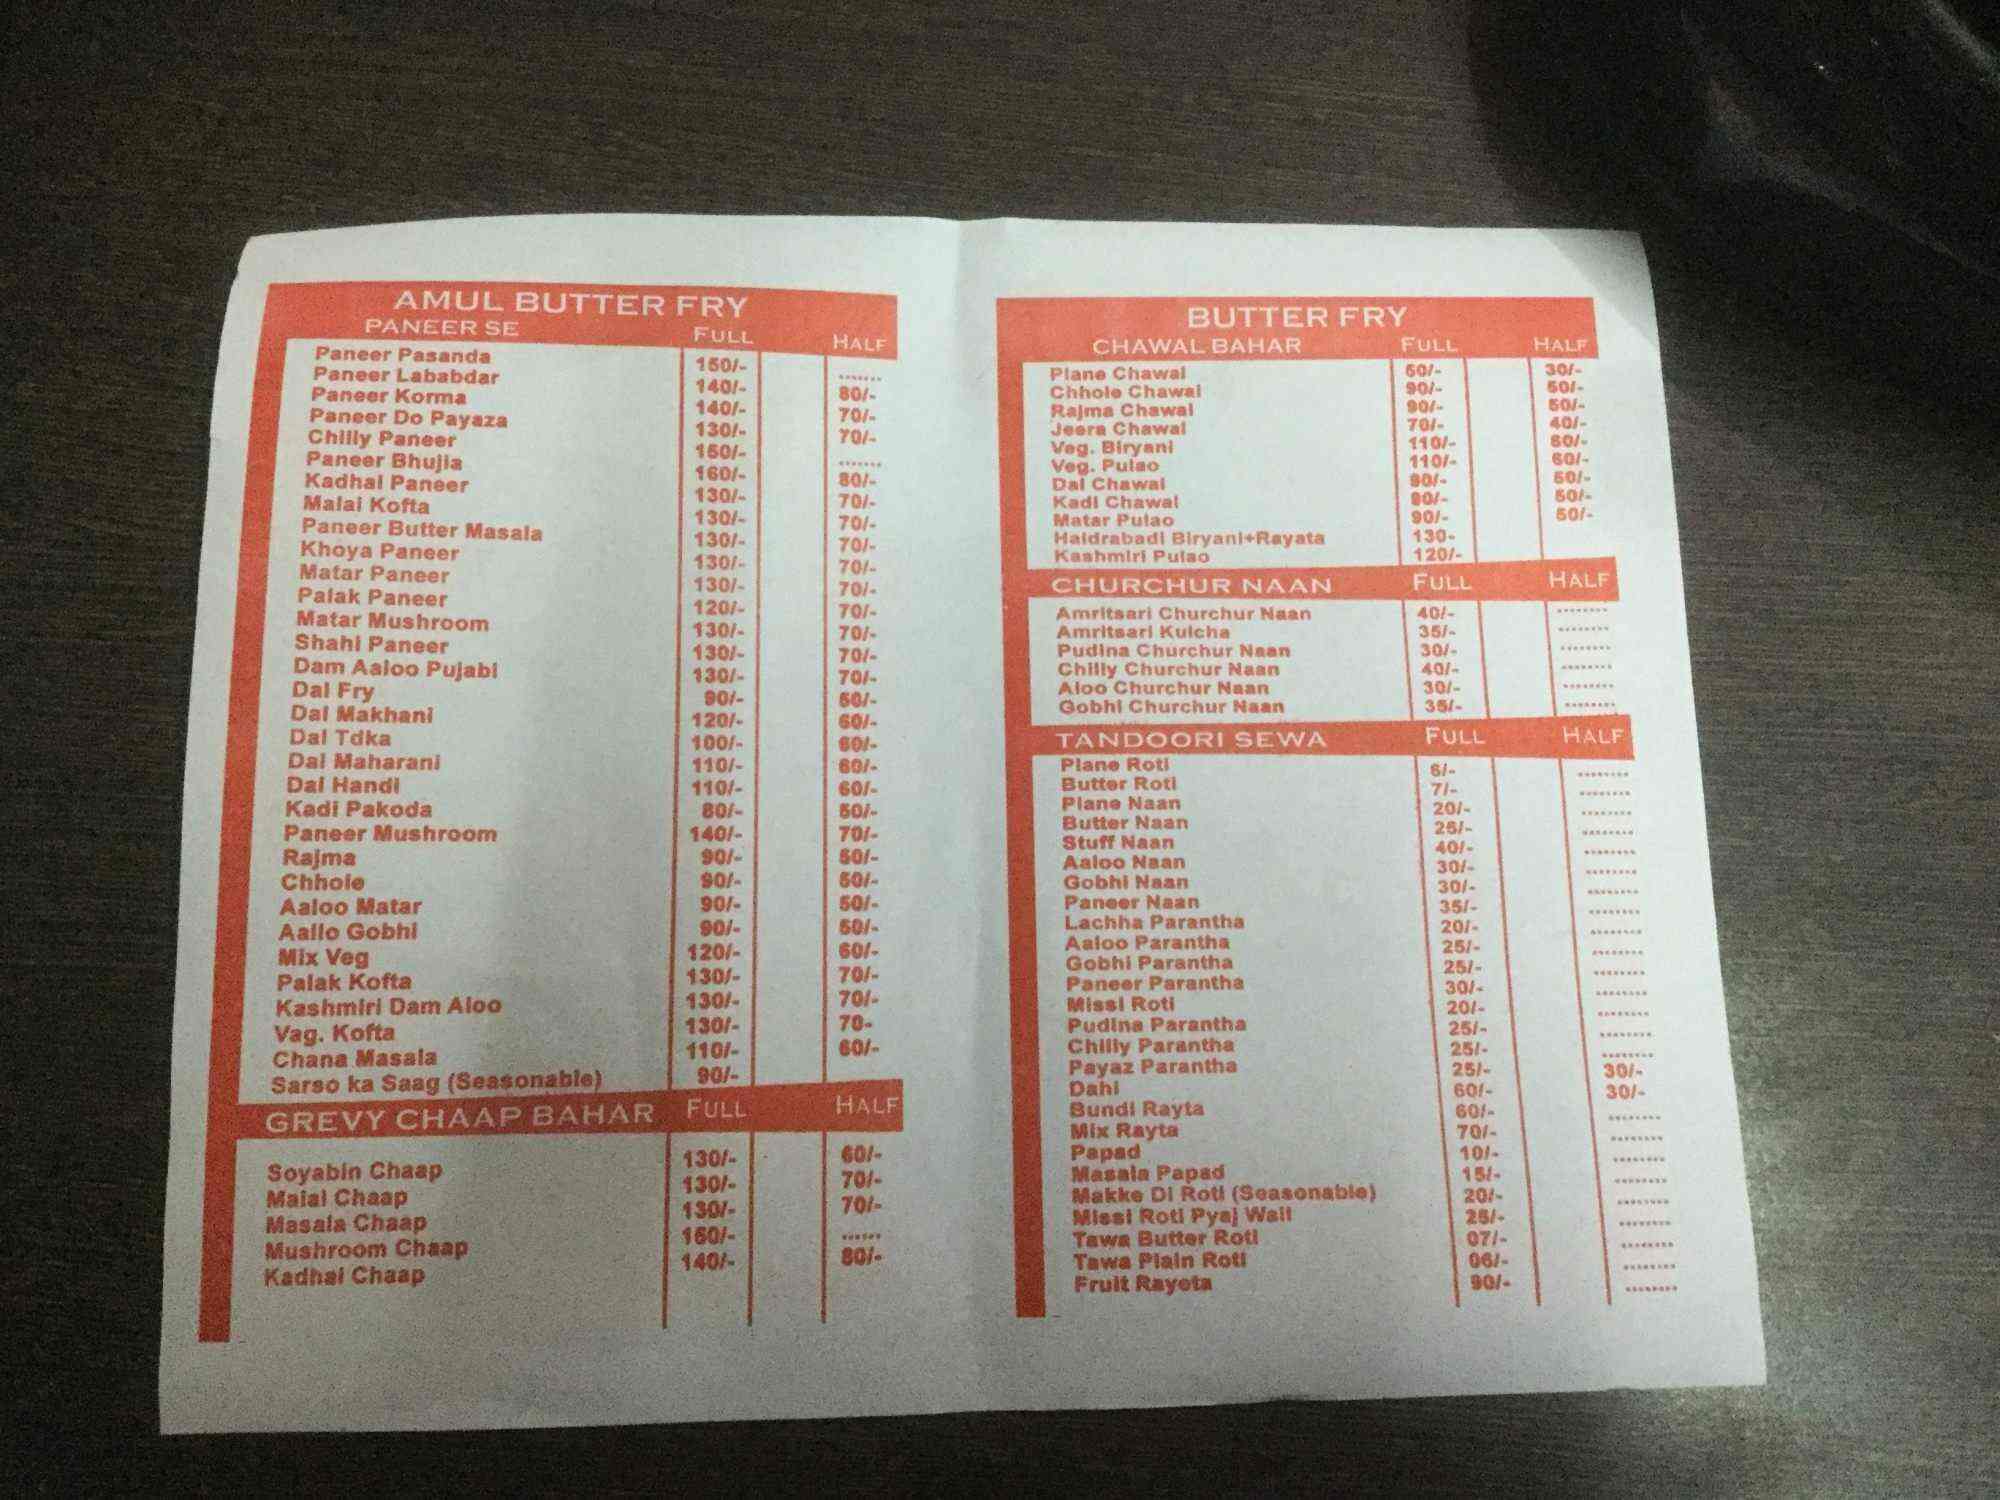 AMUL BUTTER FRY
PANEER SE FULL HALF
Paneer Pasanda 150/- .......
Paneer Lababdar 140/- 80/-
Paneer Korma 140/- 70/-
Paneer Do Payaza 130/- 70/-
Chilly Paneer 150/- .......
Paneer Bhujia 160/- 80/-
Kadhai Paneer 130/- 70/-
Malai Kofta 130/- 70/-
Paneer Butter Masala 130/- 70/-
Khoya Paneer 130/- 70/-
Matar Paneer 130/- 70/-
Palak Paneer 120/- 70/-
Matar Mushroom 130/- 70/-
Shahi Paneer 130/- 70/-
Dam Aaloo Pujabi 130/- 70/-
Dal Fry 90/- 50/-
Dal Makhani 120/- 60/-
Dal Tdka 100/- 60/-
Dal Maharani 110/- 60/-
Dal Handi 110/- 60/-
Kadi Pakoda 80/- 50/-
Paneer Mushroom 140/- 70/-
Rajma 90/- 50/-
Chhole 90/- 50/-
Aaloo Matar 90/- 50/-
Aallo Gobhi 90/- 50/-
Mix Veg 120/- 60/-
Palak Kofta 130/- 70/-
Kashmiri Dam Aloo 130/- 70/-
Vag. Kofta 130/- 70-
Chana Masala 110/- 60/-
Sarso ka Saag (Seasonable) 90/-
GREVY CHAAP BAHAR FULL HALF
Soyabin Chaap 130/- 60/-
Malai Chaap 130/- 70/-
Masala Chaap 130/- 70/-
Mushroom Chaap 160/- ......
Kadhai Chaap 140/- 80/-
BUTTER FRY
CHAWAL BAHAR FULL HALF
Plane Chawal 50/- 30/-
Chhole Chawal 90/- 50/-
Rajma Chawal 90/- 50/-
Jeera Chawal 70/- 40/-
Veg. Biryani 110/- 60/-
Veg. Pulao 110/- 60/-
Dal Chawal 90/- 50/-
Kadi Chawal 50/-
Matar Pulao 90/- 50/-
Haidrabadi Biryani+Rayata 130-
Kashmiri Pulao 120/-
CHURCHUR NAAN FULL HALF
Amritsari Churchur Naan 40/- ........
Amritsari Kulcha 35/- ........
Pudina Churchur Naan 30/- ........
Chilly Churchur Naan 40/- ........
Aloo Churchur Naan 30/- ........
Gobhi Churchur Naan 35/- ........
TANDOORI SEWA FULL HALF
Plane Roti 6/- ........
Butter Roti 7/- ........
Plane Naan 20/- ........
Butter Naan 25/- ........
Stuff Naan 40/- ........
Aaloo Naan 30/- ........
Gobhi Naan 30/- ........
Paneer Naan 35/- ........
Lachha Parantha 20/- ........
Aaloo Parantha 25/- ........
Gobhi Parantha 25/- ........
Paneer Parantha 30/- ........
Missi Roti 20/- ........
Pudina Parantha 25/- ........
Chilly Parantha 25/- ........
Payaz Parantha 25/- ........
Dahi 60/- 30/-
Bundi Rayta 60/- 30/-
Mix Rayta 70/- ........
Papad 10/- ........
Masala Papad 15/- ........
Makke Di Roti (Seasonable) 20/- ........
Missi Roti Pyaj Wali 25/- ........
Tawa Butter Roti 07/- ........
Tawa Plain Roti 06/- ........
Fruit Rayeta 90/- ........